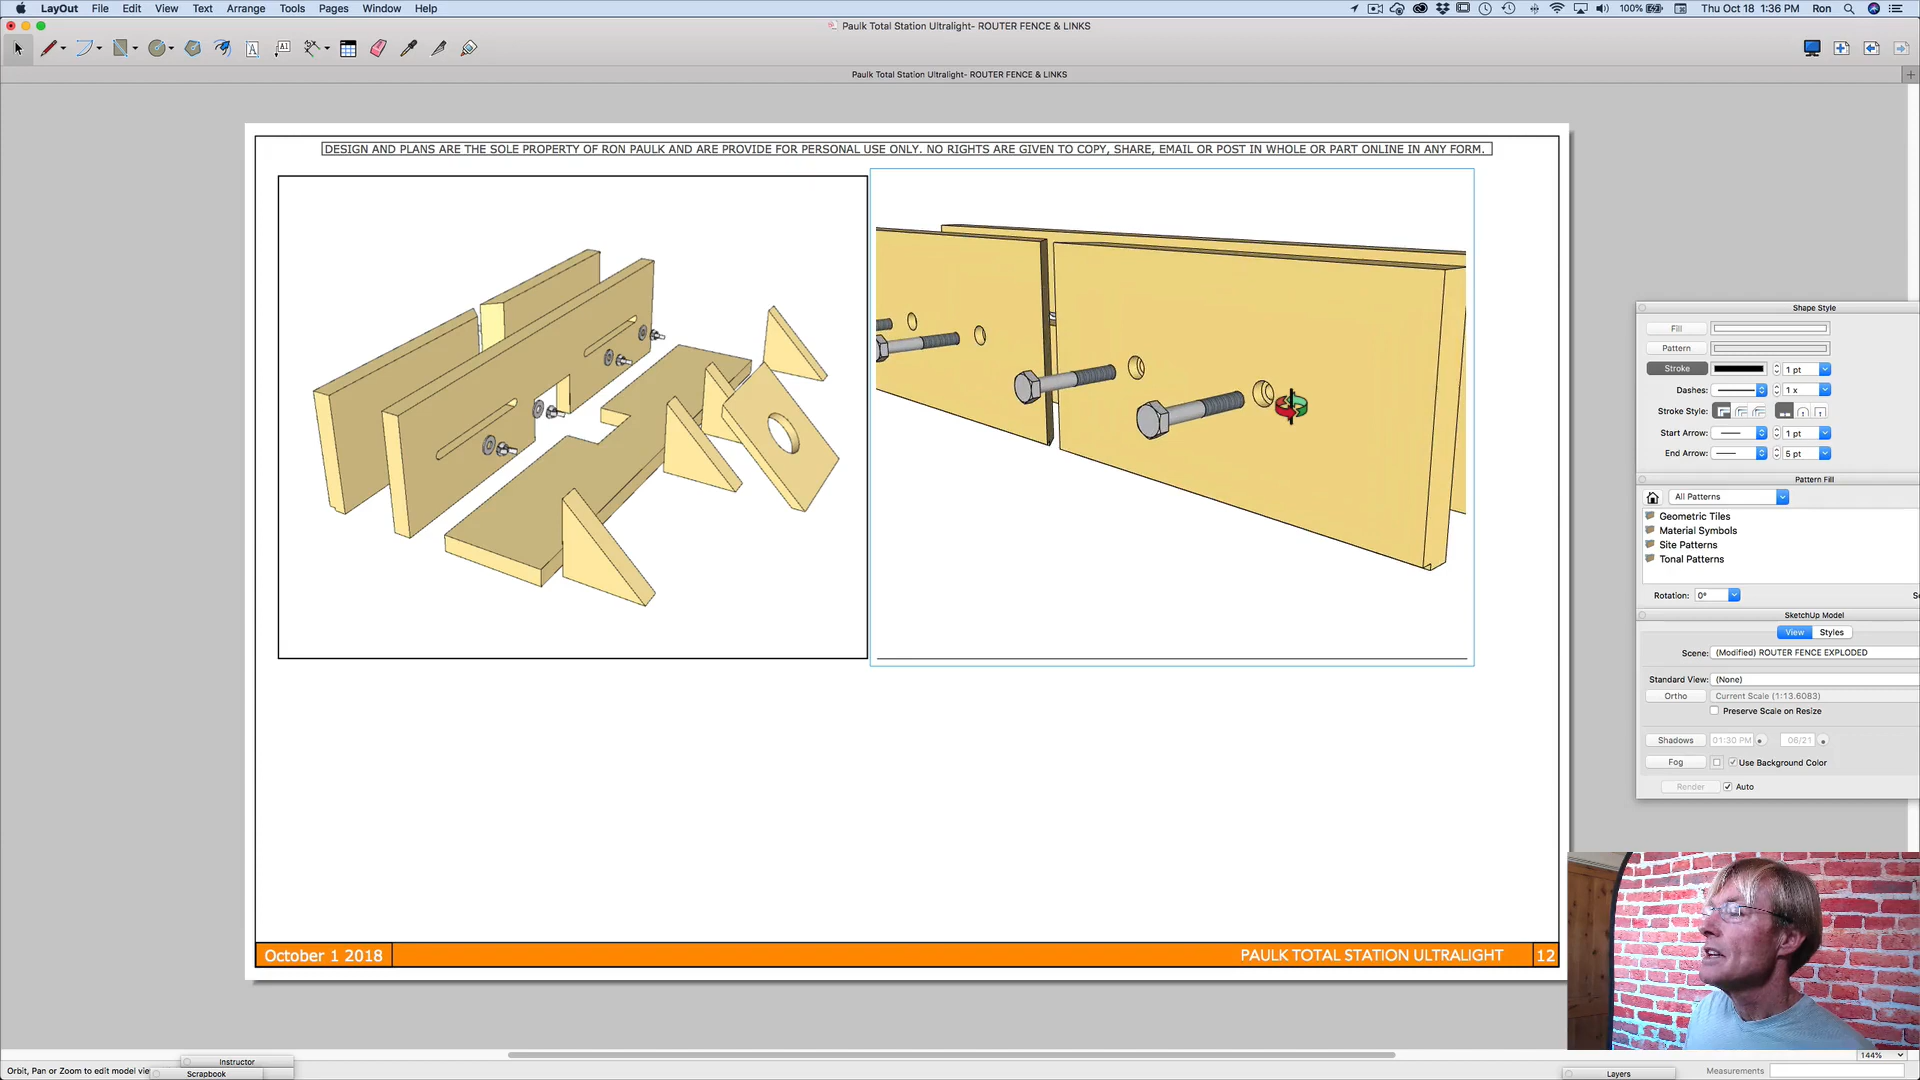 LayOut File Edit View Text Arrange Tools Pages Window Help
100% Thu Oct 18 1:36 PM Ron
Paulk Total Station Ultralight- ROUTER FENCE & LINKS
Paulk Total Station Ultralight- ROUTER FENCE & LINKS
DESIGN AND PLANS ARE THE SOLE PROPERTY OF RON PAULK AND ARE PROVIDE FOR PERSONAL USE ONLY. NO RIGHTS ARE GIVEN TO COPY, SHARE, EMAIL OR POST IN WHOLE OR PART ONLINE IN ANY FORM.
Shape Style
Fill
Pattern
Stroke 1 pt
Dashes: 1 x
Stroke Style:
Start Arrow: 1 pt
End Arrow: 5 pt
Pattern Fill
All Patterns
Geometric Tiles
Material Symbols
Site Patterns
Tonal Patterns
Rotation: 0°
SketchUp Model
View Styles
Scene: (Modified) ROUTER FENCE EXPLODED
Standard View: (None)
Ortho Current Scale (1:13.6083)
Preserve Scale on Resize
Shadows 01:30 PM 06/21
Fog Use Background Color
Render Auto
October 1 2018 PAULK TOTAL STATION ULTRALIGHT 12
144%
Instructor
Orbit, Pan or Zoom to edit model vie
Scrapbook
Layers
Measurements